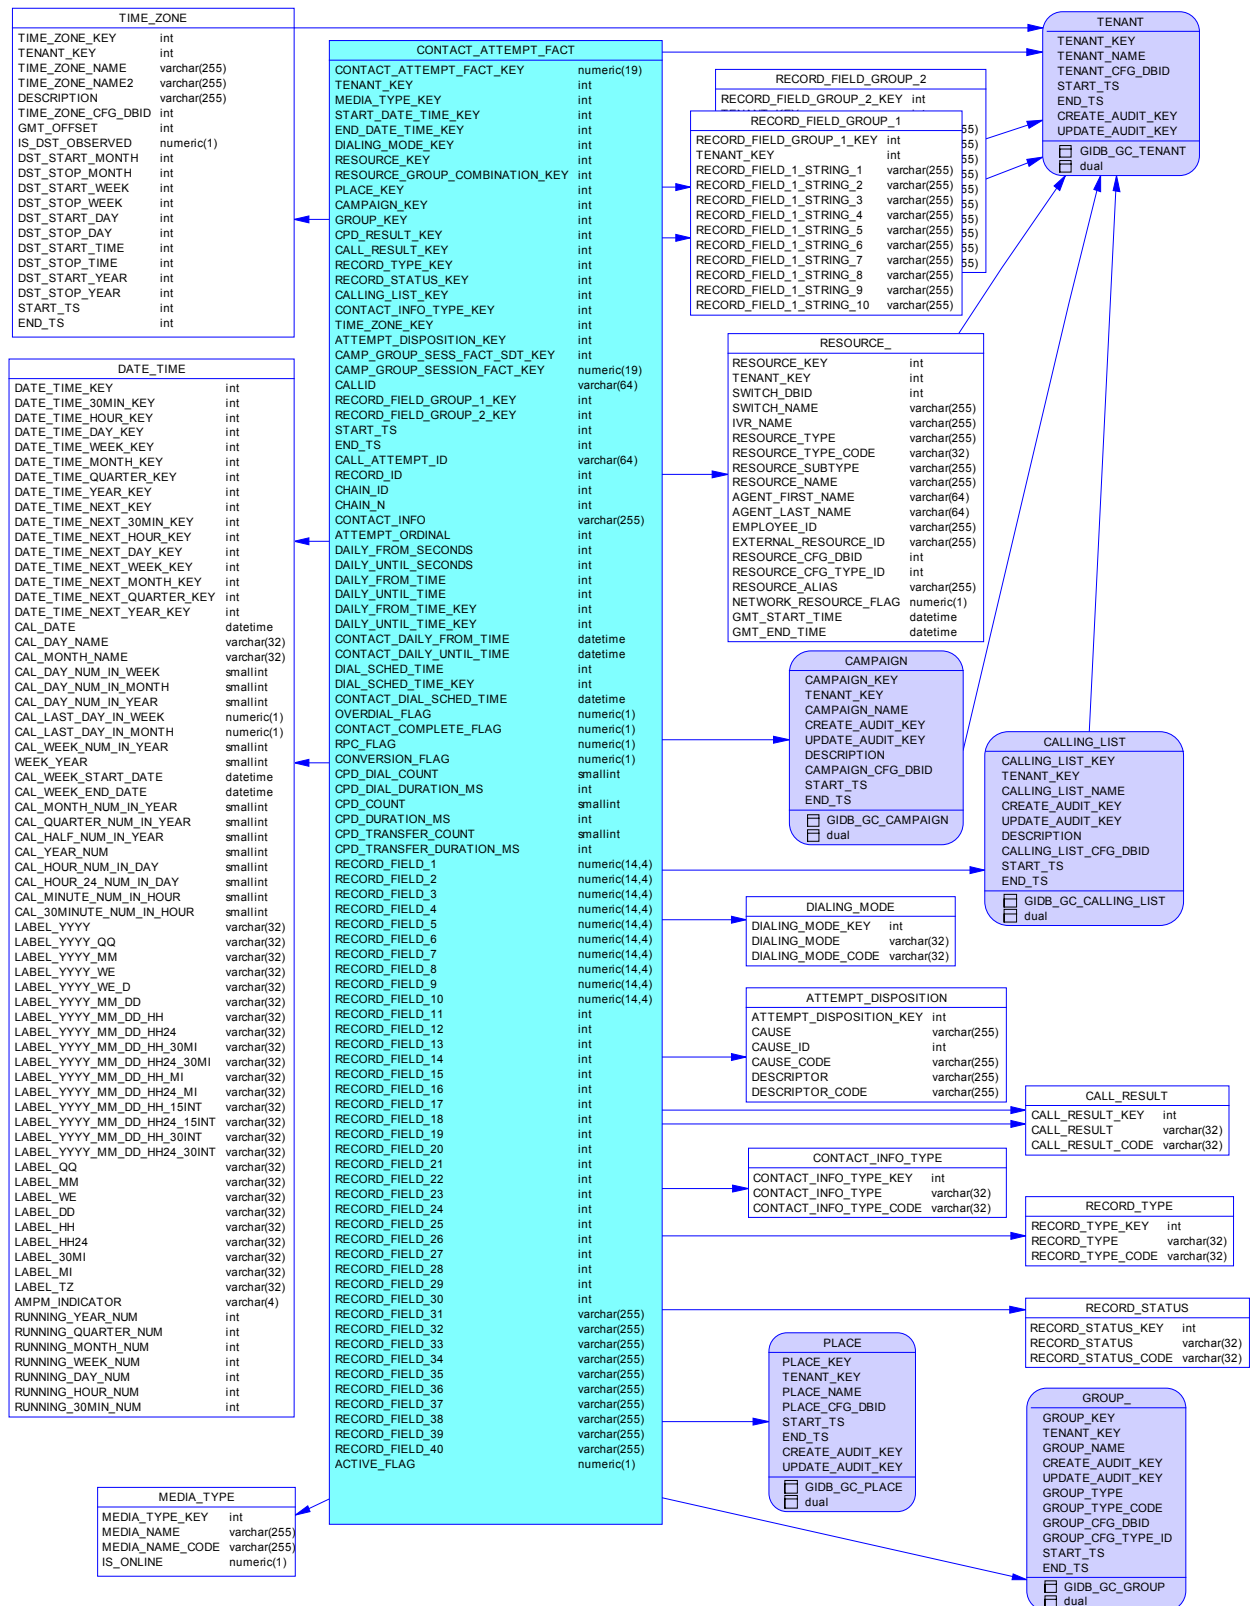 TIME_ZONE
TIME_ZONE_KEY int
TENANT_KEY int
TIME_ZONE_NAME varchar(255)
TIME_ZONE_NAME2 varchar(255)
DESCRIPTION varchar(255)
TIME_ZONE_CFG_DBID int
GMT_OFFSET int
IS_DST_OBSERVED numeric(1)
DST_START_MONTH int
DST_STOP_MONTH int
DST_START_WEEK int
DST_STOP_WEEK int
DST_START_DAY int
DST_STOP_DAY int
DST_START_TIME int
DST_STOP_TIME int
DST_START_YEAR int
DST_STOP_YEAR int
START_TS int
END_TS int
DATE_TIME
DATE_TIME_KEY int
DATE_TIME_30MIN_KEY int
DATE_TIME_HOUR_KEY int
DATE_TIME_DAY_KEY int
DATE_TIME_WEEK_KEY int
DATE_TIME_MONTH_KEY int
DATE_TIME_QUARTER_KEY int
DATE_TIME_YEAR_KEY int
DATE_TIME_NEXT_KEY int
DATE_TIME_NEXT_30MIN_KEY int
DATE_TIME_NEXT_HOUR_KEY int
DATE_TIME_NEXT_DAY_KEY int
DATE_TIME_NEXT_WEEK_KEY int
DATE_TIME_NEXT_MONTH_KEY int
DATE_TIME_NEXT_QUARTER_KEY int
DATE_TIME_NEXT_YEAR_KEY int
CAL_DATE datetime
CAL_DAY_NAME varchar(32)
CAL_MONTH_NAME varchar(32)
CAL_DAY_NUM_IN_WEEK smallint
CAL_DAY_NUM_IN_MONTH smallint
CAL_DAY_NUM_IN_YEAR smallint
CAL_LAST_DAY_IN_WEEK numeric(1)
CAL_LAST_DAY_IN_MONTH numeric(1)
CAL_WEEK_NUM_IN_YEAR smallint
WEEK_YEAR smallint
CAL_WEEK_START_DATE datetime
CAL_WEEK_END_DATE datetime
CAL_MONTH_NUM_IN_YEAR smallint
CAL_QUARTER_NUM_IN_YEAR smallint
CAL_HALF_NUM_IN_YEAR smallint
CAL_YEAR_NUM smallint
CAL_HOUR_NUM_IN_DAY smallint
CAL_HOUR_24_NUM_IN_DAY smallint
CAL_MINUTE_NUM_IN_HOUR smallint
CAL_30MINUTE_NUM_IN_HOUR smallint
LABEL_YYYY varchar(32)
LABEL_YYYY_QQ varchar(32)
LABEL_YYYY_MM varchar(32)
LABEL_YYYY_WE varchar(32)
LABEL_YYYY_WE_D varchar(32)
LABEL_YYYY_MM_DD varchar(32)
LABEL_YYYY_MM_DD_HH varchar(32)
LABEL_YYYY_MM_DD_HH24 varchar(32)
LABEL_YYYY_MM_DD_HH_30MI varchar(32)
LABEL_YYYY_MM_DD_HH24_30MI varchar(32)
LABEL_YYYY_MM_DD_HH_MI varchar(32)
LABEL_YYYY_MM_DD_HH24_MI varchar(32)
LABEL_YYYY_MM_DD_HH_15INT varchar(32)
LABEL_YYYY_MM_DD_HH24_15INT varchar(32)
LABEL_YYYY_MM_DD_HH_30INT varchar(32)
LABEL_YYYY_MM_DD_HH24_30INT varchar(32)
LABEL_QQ varchar(32)
LABEL_MM varchar(32)
LABEL_WE varchar(32)
LABEL_DD varchar(32)
LABEL_HH varchar(32)
LABEL_HH24 varchar(32)
LABEL_30MI varchar(32)
LABEL_MI varchar(32)
LABEL_TZ varchar(32)
AMPM_INDICATOR varchar(4)
RUNNING_YEAR_NUM int
RUNNING_QUARTER_NUM int
RUNNING_MONTH_NUM int
RUNNING_WEEK_NUM int
RUNNING_DAY_NUM int
RUNNING_HOUR_NUM int
RUNNING_30MIN_NUM int
MEDIA_TYPE
MEDIA_TYPE_KEY int
MEDIA_NAME varchar(255)
MEDIA_NAME_CODE varchar(255)
IS_ONLINE numeric(1)
CONTACT_ATTEMPT_FACT
CONTACT_ATTEMPT_FACT_KEY numeric(19)
TENANT_KEY int
MEDIA_TYPE_KEY int
START_DATE_TIME_KEY int
END_DATE_TIME_KEY int
DIALING_MODE_KEY int
RESOURCE_KEY int
RESOURCE_GROUP_COMBINATION_KEY int
PLACE_KEY int
CAMPAIGN_KEY int
GROUP_KEY int
CPD_RESULT_KEY int
CALL_RESULT_KEY int
RECORD_TYPE_KEY int
RECORD_STATUS_KEY int
CALLING_LIST_KEY int
CONTACT_INFO_TYPE_KEY int
TIME_ZONE_KEY int
ATTEMPT_DISPOSITION_KEY int
CAMP_GROUP_SESS_FACT_SDT_KEY int
CAMP_GROUP_SESSION_FACT_KEY numeric(19)
CALLID varchar(64)
RECORD_FIELD_GROUP_1_KEY int
RECORD_FIELD_GROUP_2_KEY int
START_TS int
END_TS int
CALL_ATTEMPT_ID varchar(64)
RECORD_ID int
CHAIN_ID int
CHAIN_N int
CONTACT_INFO varchar(255)
ATTEMPT_ORDINAL int
DAILY_FROM_SECONDS int
DAILY_UNTIL_SECONDS int
DAILY_FROM_TIME int
DAILY_UNTIL_TIME int
DAILY_FROM_TIME_KEY int
DAILY_UNTIL_TIME_KEY int
CONTACT_DAILY_FROM_TIME datetime
CONTACT_DAILY_UNTIL_TIME datetime
DIAL_SCHED_TIME int
DIAL_SCHED_TIME_KEY int
CONTACT_DIAL_SCHED_TIME datetime
OVERDIAL_FLAG numeric(1)
CONTACT_COMPLETE_FLAG numeric(1)
RPC_FLAG numeric(1)
CONVERSION_FLAG numeric(1)
CPD_DIAL_COUNT smallint
CPD_DIAL_DURATION_MS int
CPD_COUNT smallint
CPD_DURATION_MS int
CPD_TRANSFER_COUNT smallint
CPD_TRANSFER_DURATION_MS int
RECORD_FIELD_1 numeric(14,4)
RECORD_FIELD_2 numeric(14,4)
RECORD_FIELD_3 numeric(14,4)
RECORD_FIELD_4 numeric(14,4)
RECORD_FIELD_5 numeric(14,4)
RECORD_FIELD_6 numeric(14,4)
RECORD_FIELD_7 numeric(14,4)
RECORD_FIELD_8 numeric(14,4)
RECORD_FIELD_9 numeric(14,4)
RECORD_FIELD_10 numeric(14,4)
RECORD_FIELD_11 int
RECORD_FIELD_12 int
RECORD_FIELD_13 int
RECORD_FIELD_14 int
RECORD_FIELD_15 int
RECORD_FIELD_16 int
RECORD_FIELD_17 int
RECORD_FIELD_18 int
RECORD_FIELD_19 int
RECORD_FIELD_20 int
RECORD_FIELD_21 int
RECORD_FIELD_22 int
RECORD_FIELD_23 int
RECORD_FIELD_24 int
RECORD_FIELD_25 int
RECORD_FIELD_26 int
RECORD_FIELD_27 int
RECORD_FIELD_28 int
RECORD_FIELD_29 int
RECORD_FIELD_30 int
RECORD_FIELD_31 varchar(255)
RECORD_FIELD_32 varchar(255)
RECORD_FIELD_33 varchar(255)
RECORD_FIELD_34 varchar(255)
RECORD_FIELD_35 varchar(255)
RECORD_FIELD_36 varchar(255)
RECORD_FIELD_37 varchar(255)
RECORD_FIELD_38 varchar(255)
RECORD_FIELD_39 varchar(255)
RECORD_FIELD_40 varchar(255)
ACTIVE_FLAG numeric(1)
RECORD_FIELD_GROUP_2
RECORD_FIELD_GROUP_2_KEY int
55)
55)
55)
55)
55)
55)
55)
55)
55)
55)
RECORD_FIELD_GROUP_1
RECORD_FIELD_GROUP_1_KEY int
TENANT_KEY int
RECORD_FIELD_1_STRING_1 varchar(255)
RECORD_FIELD_1_STRING_2 varchar(255)
RECORD_FIELD_1_STRING_3 varchar(255)
RECORD_FIELD_1_STRING_4 varchar(255)
RECORD_FIELD_1_STRING_5 varchar(255)
RECORD_FIELD_1_STRING_6 varchar(255)
RECORD_FIELD_1_STRING_7 varchar(255)
RECORD_FIELD_1_STRING_8 varchar(255)
RECORD_FIELD_1_STRING_9 varchar(255)
RECORD_FIELD_1_STRING_10 varchar(255)
TENANT
TENANT_KEY
TENANT_NAME
TENANT_CFG_DBID
START_TS
END_TS
CREATE_AUDIT_KEY
UPDATE_AUDIT_KEY
GIDB_GC_TENANT
dual
RESOURCE_
RESOURCE_KEY int
TENANT_KEY int
SWITCH_DBID int
SWITCH_NAME varchar(255)
IVR_NAME varchar(255)
RESOURCE_TYPE varchar(255)
RESOURCE_TYPE_CODE varchar(32)
RESOURCE_SUBTYPE varchar(255)
RESOURCE_NAME varchar(255)
AGENT_FIRST_NAME varchar(64)
AGENT_LAST_NAME varchar(64)
EMPLOYEE_ID varchar(255)
EXTERNAL_RESOURCE_ID varchar(255)
RESOURCE_CFG_DBID int
RESOURCE_CFG_TYPE_ID int
RESOURCE_ALIAS varchar(255)
NETWORK_RESOURCE_FLAG numeric(1)
GMT_START_TIME datetime
GMT_END_TIME datetime
CAMPAIGN
CAMPAIGN_KEY
TENANT_KEY
CAMPAIGN_NAME
CREATE_AUDIT_KEY
UPDATE_AUDIT_KEY
DESCRIPTION
CAMPAIGN_CFG_DBID
START_TS
END_TS
GIDB_GC_CAMPAIGN
dual
CALLING_LIST
CALLING_LIST_KEY
TENANT_KEY
CALLING_LIST_NAME
CREATE_AUDIT_KEY
UPDATE_AUDIT_KEY
DESCRIPTION
CALLING_LIST_CFG_DBID
START_TS
END_TS
GIDB_GC_CALLING_LIST
dual
DIALING_MODE
DIALING_MODE_KEY int
DIALING_MODE varchar(32)
DIALING_MODE_CODE varchar(32)
ATTEMPT_DISPOSITION
ATTEMPT_DISPOSITION_KEY int
CAUSE varchar(255)
CAUSE_ID int
CAUSE_CODE varchar(255)
DESCRIPTOR varchar(255)
DESCRIPTOR_CODE varchar(255)
CALL_RESULT
CALL_RESULT_KEY int
CALL_RESULT varchar(32)
CALL_RESULT_CODE varchar(32)
CONTACT_INFO_TYPE
CONTACT_INFO_TYPE_KEY int
CONTACT_INFO_TYPE varchar(32)
CONTACT_INFO_TYPE_CODE varchar(32)
RECORD_TYPE
RECORD_TYPE_KEY int
RECORD_TYPE varchar(32)
RECORD_TYPE_CODE varchar(32)
RECORD_STATUS
RECORD_STATUS_KEY int
RECORD_STATUS varchar(32)
RECORD_STATUS_CODE varchar(32)
PLACE
PLACE_KEY
TENANT_KEY
PLACE_NAME
PLACE_CFG_DBID
START_TS
END_TS
CREATE_AUDIT_KEY
UPDATE_AUDIT_KEY
GIDB_GC_PLACE
dual
GROUP_
GROUP_KEY
TENANT_KEY
GROUP_NAME
CREATE_AUDIT_KEY
UPDATE_AUDIT_KEY
GROUP_TYPE
GROUP_TYPE_CODE
GROUP_CFG_DBID
GROUP_CFG_TYPE_ID
START_TS
END_TS
GIDB_GC_GROUP
dual